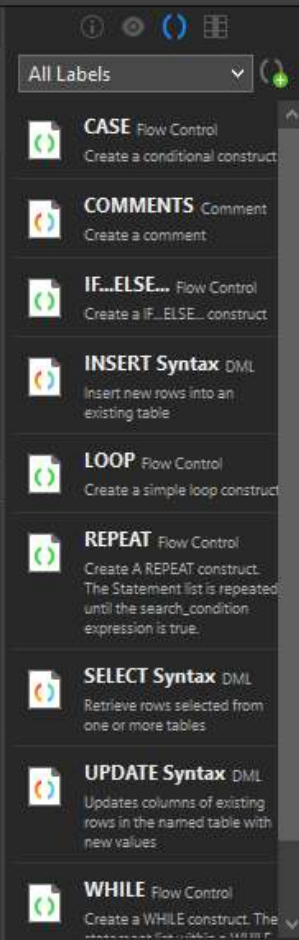 All Labels
CASE Flow Control
Create a conditional construct
COMMENTS Comment
Create a comment
IF...ELSE... Flow Control
Create a IF...ELSE... construct
INSERT Syntax DML
Insert new rows into an
existing table
LOOP Flow Control
Create a simple loop construct
REPEAT Flow Control
Create A REPEAT construct.
The Statement list is repeated
until the search_condition
expression is true.
SELECT Syntax DML
Retrieve rows selected from
one or more tables
UPDATE Syntax DML
Updates columns of existing
rows in the named table with
new values
WHILE Flow Control
Create a WHILE construct. The
statement list within a WHILE